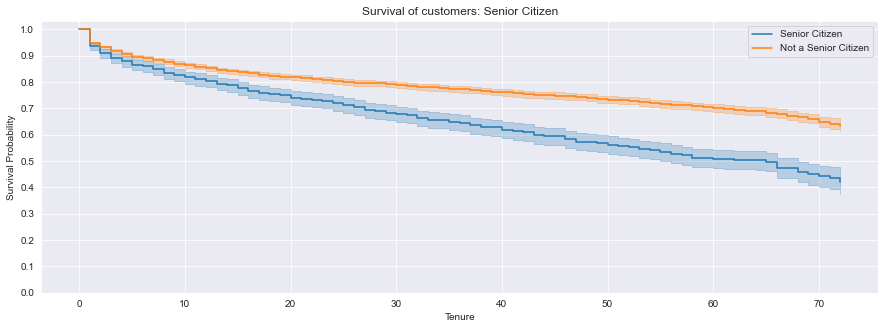 Survival of customers: Senior Citizen
Senior Citizen
Not a Senior Citizen
Survival Probability
1.0
0.9
0.8
0.7
0.6
0.5
0.4
0.3
0.2
0.1
0.0
0 10 20 30 40 50 60 70
Tenure